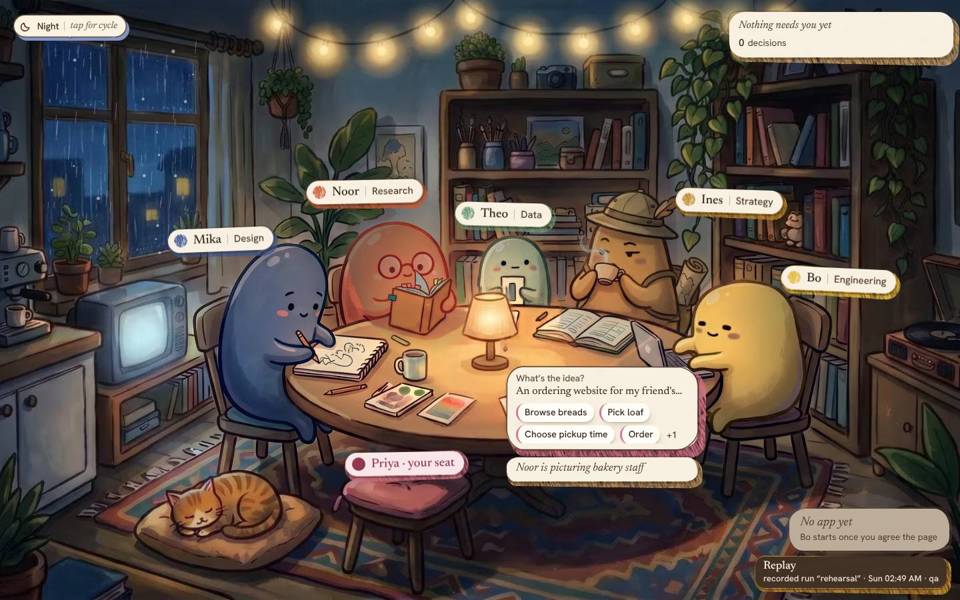 Night tap for cycle
Nothing needs you yet
0 decisions
Noor Research
Ines Strategy
Theo Data
Mika Design
Bo Engineering
What's the idea?
An ordering website for my friend's...
Browse breads Pick loaf
Choose pickup time Order +1
Priya · your seat
Noor is picturing bakery staff
No app yet
Bo starts once you agree the page
Replay
recorded run “rehearsal” · Sun 02:49 AM · qa